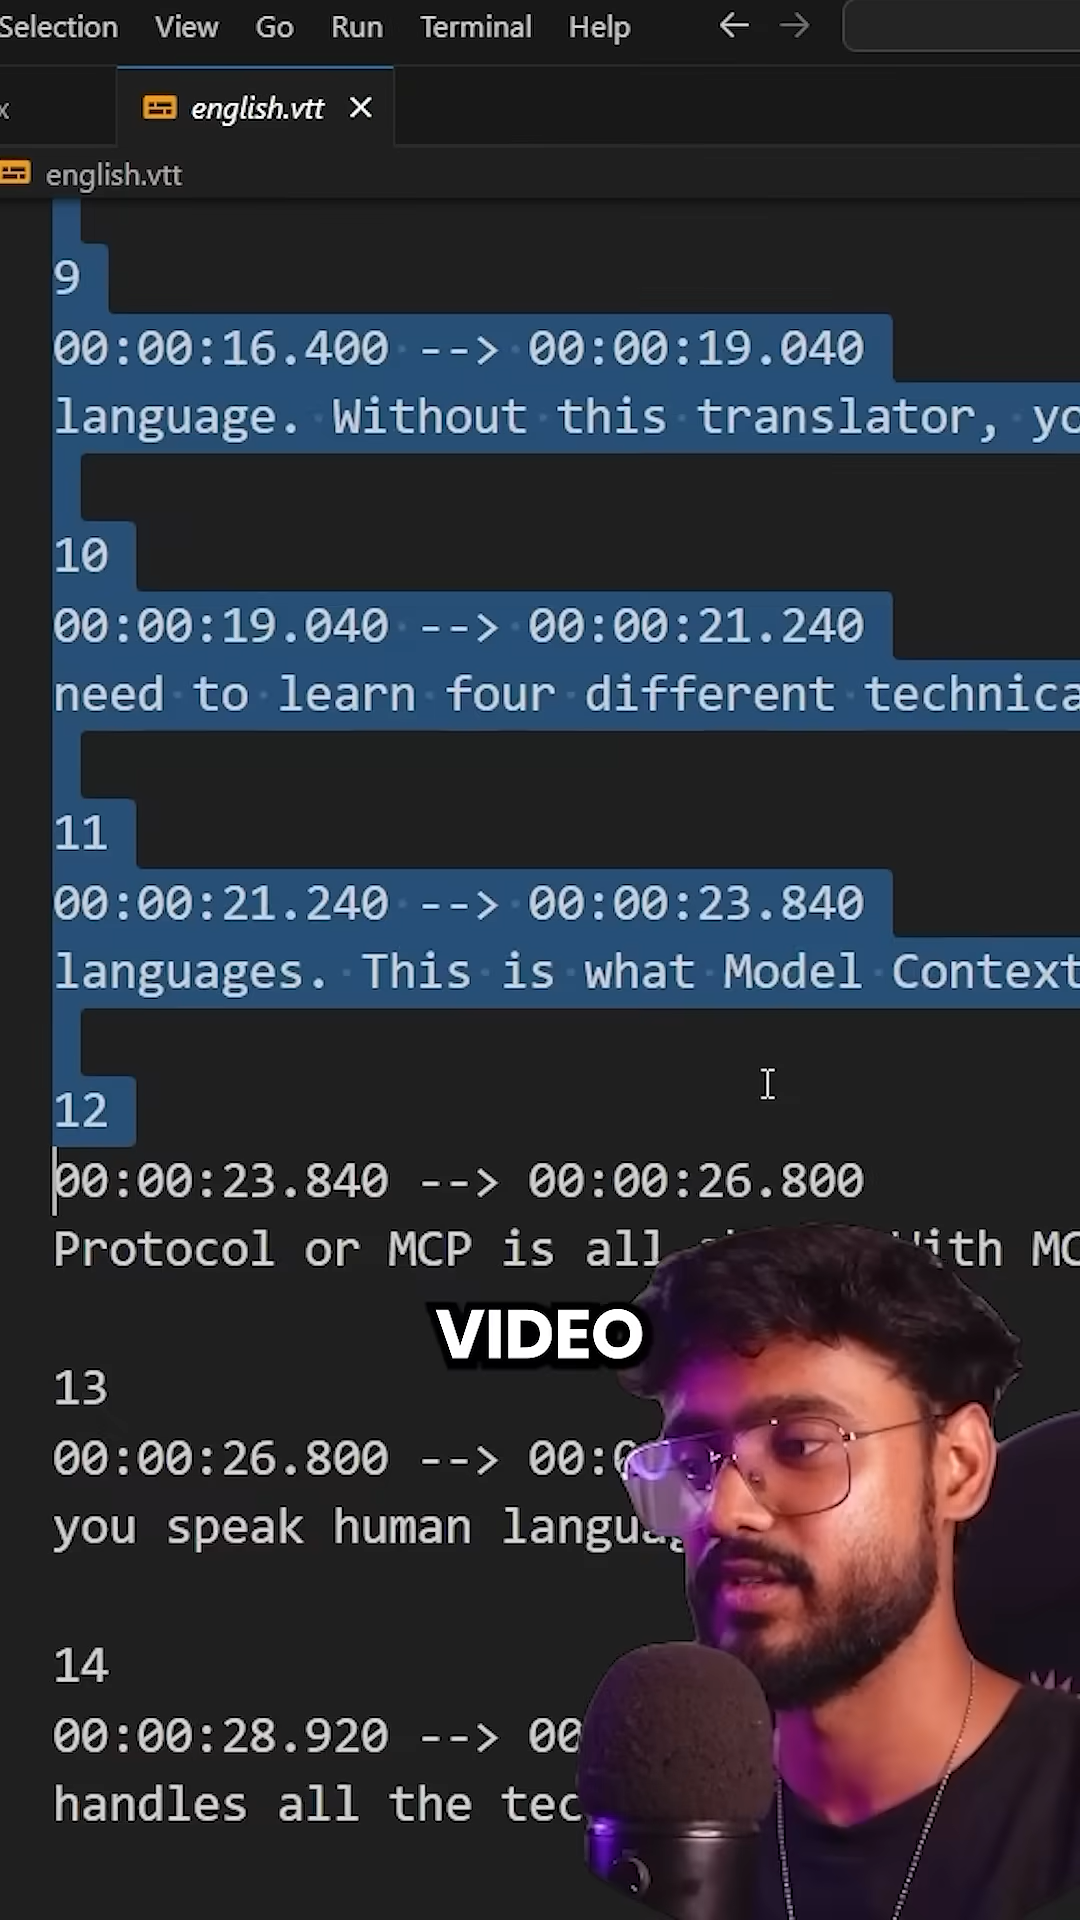 Selection View Go Run Terminal Help
x english.vtt
english.vtt
9
00:00:16.400 --> 00:00:19.040
language. Without this translator,
10
00:00:19.040 --> 00:00:21.240
need to learn four different
11
00:00:21.240 --> 00:00:23.840
languages. This is what Model Context
12
00:00:23.840 --> 00:00:26.800
Protocol or MCP is all With
VIDEO
13
00:00:26.800 --> 00:
you speak human
14
00:00:28.920 --> 00
handles all the